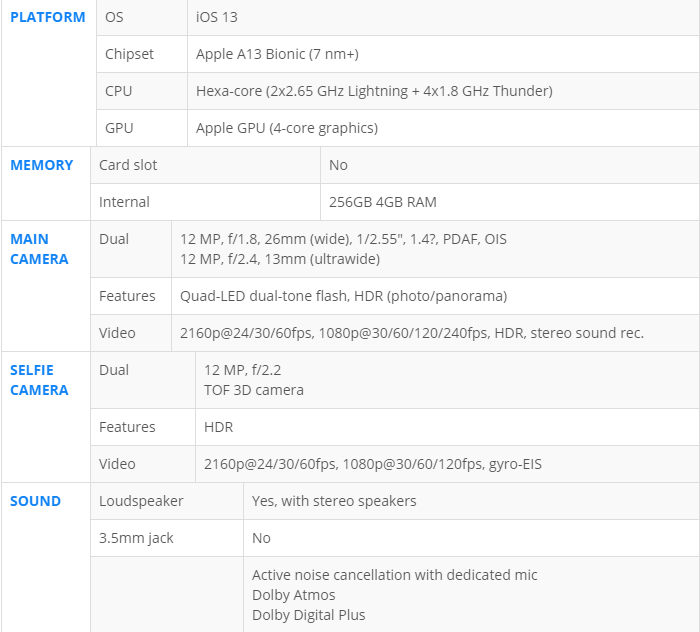 PLATFORM OS iOS 13
Chipset Apple A13 Bionic (7 nm+)
CPU Hexa-core (2x2.65 GHz Lightning + 4x1.8 GHz Thunder)
GPU Apple GPU (4-core graphics)
MEMORY Card slot No
Internal 256GB 4GB RAM
MAIN CAMERA Dual 12 MP, f/1.8, 26mm (wide), 1/2.55", 1.4?, PDAF, OIS
12 MP, f/2.4, 13mm (ultrawide)
Features Quad-LED dual-tone flash, HDR (photo/panorama)
Video 2160p@24/30/60fps, 1080p@30/60/120/240fps, HDR, stereo sound rec.
SELFIE CAMERA Dual 12 MP, f/2.2
TOF 3D camera
Features HDR
Video 2160p@24/30/60fps, 1080p@30/60/120fps, gyro-EIS
SOUND Loudspeaker Yes, with stereo speakers
3.5mm jack No
Active noise cancellation with dedicated mic
Dolby Atmos
Dolby Digital Plus